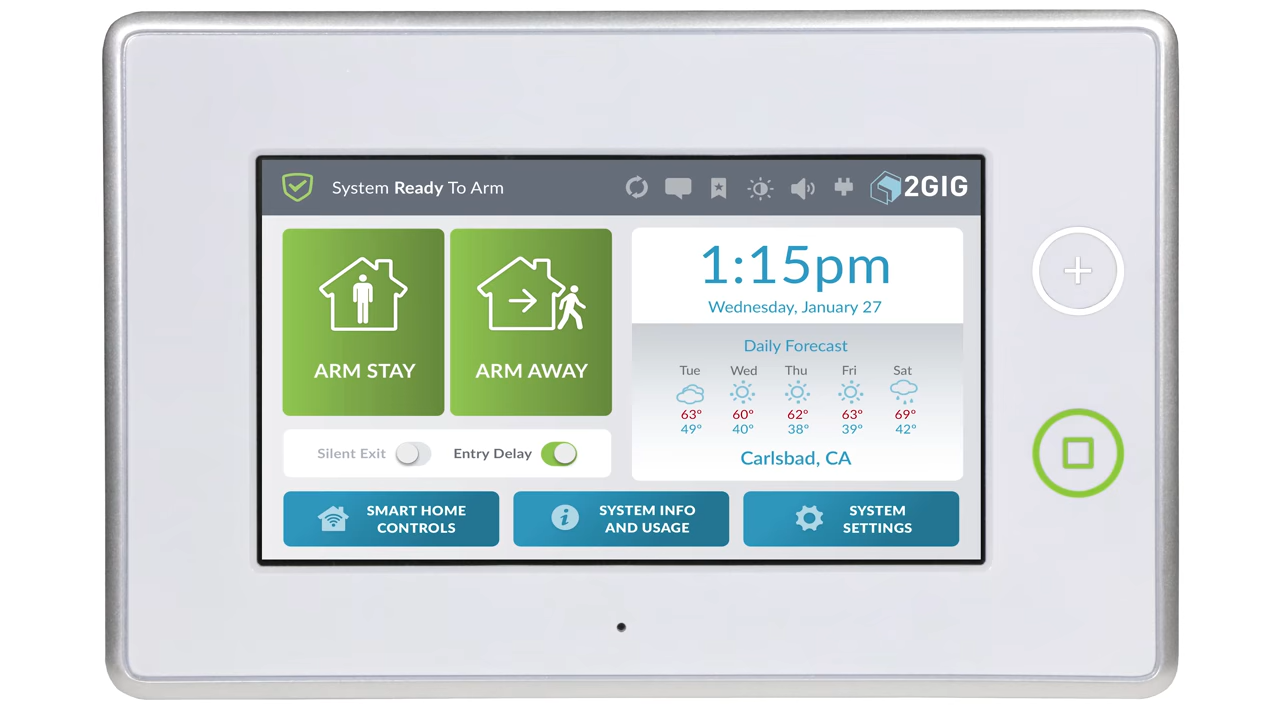 System Ready To Arm
2GIG
ARM STAY
ARM AWAY
Silent Exit
Entry Delay
1:15pm
Wednesday, January 27
Daily Forecast
Tue Wed Thu Fri Sat
63° 60° 62° 63° 69°
49° 40° 38° 39° 42°
Carlsbad, CA
SMART HOME
CONTROLS
SYSTEM INFO
AND USAGE
SYSTEM
SETTINGS